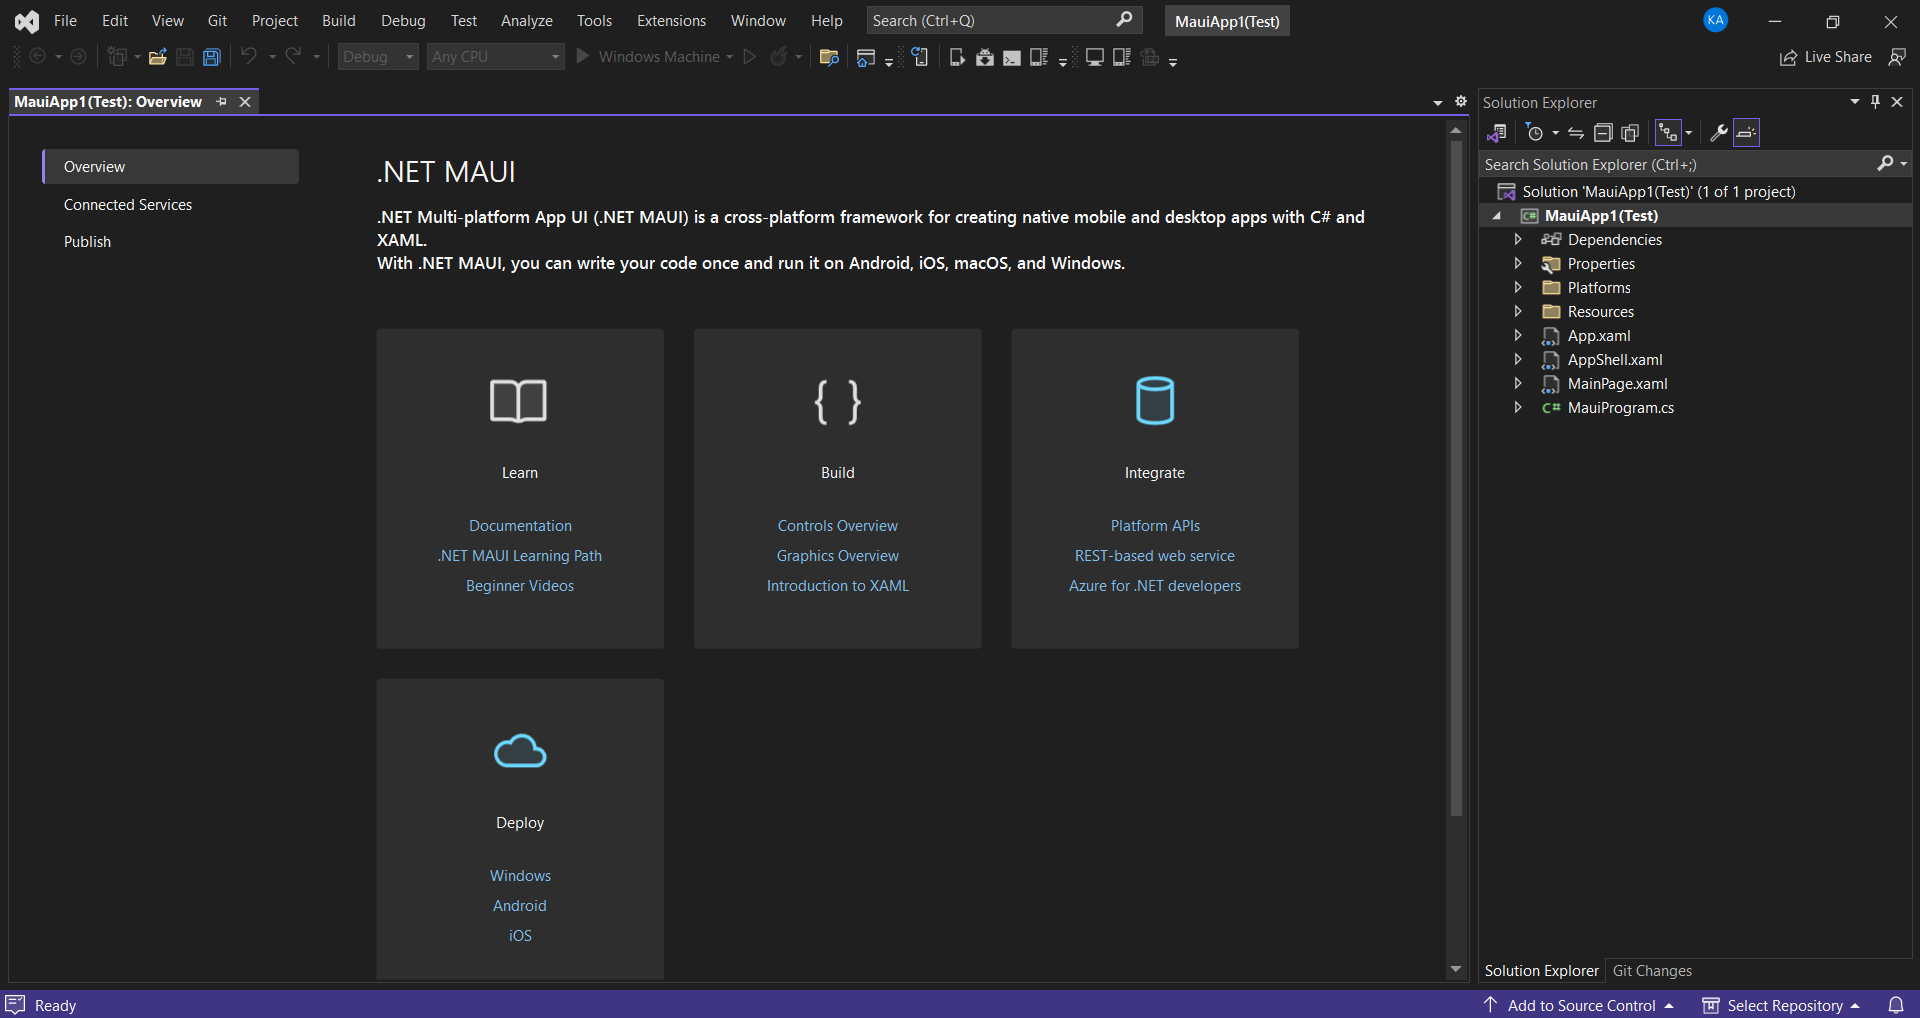 File Edit View Git Project Build Debug Test Analyze Tools Extensions Window Help Search (Ctrl+Q) MauiApp1(Test) KA
Debug Any CPU Windows Machine Live Share
MauiApp1(Test): Overview
Overview
Connected Services
Publish
.NET MAUI
.NET Multi-platform App UI (.NET MAUI) is a cross-platform framework for creating native mobile and desktop apps with C# and
XAML.
With .NET MAUI, you can write your code once and run it on Android, iOS, macOS, and Windows.
Learn
Documentation
.NET MAUI Learning Path
Beginner Videos
{ }
Build
Controls Overview
Graphics Overview
Introduction to XAML
Integrate
Platform APIs
REST-based web service
Azure for .NET developers
Deploy
Windows
Android
iOS
Solution Explorer
Search Solution Explorer (Ctrl+;)
Solution 'MauiApp1(Test)' (1 of 1 project)
C# MauiApp1(Test)
Dependencies
Properties
Platforms
Resources
App.xaml
AppShell.xaml
MainPage.xaml
C# MauiProgram.cs
Solution Explorer Git Changes
Ready Add to Source Control Select Repository